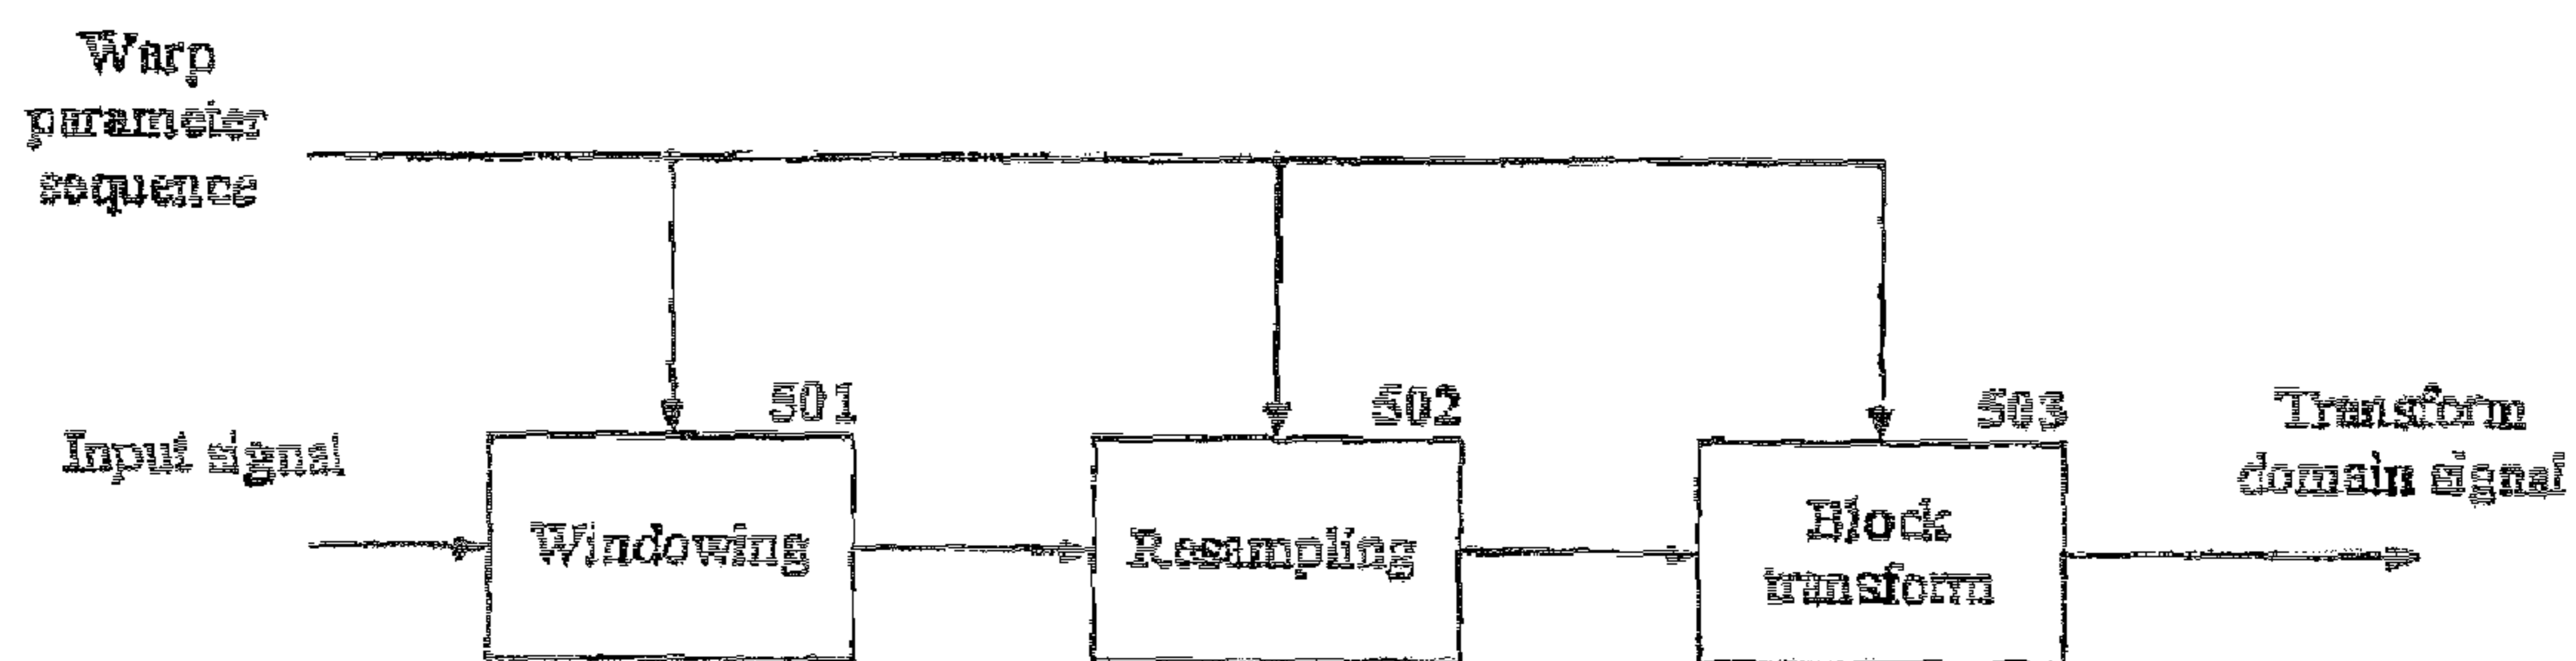 Warp
parameter
sequence
501
502
503
Input signal
Windowing
Resampling
Block
transform
Transform
domain signal